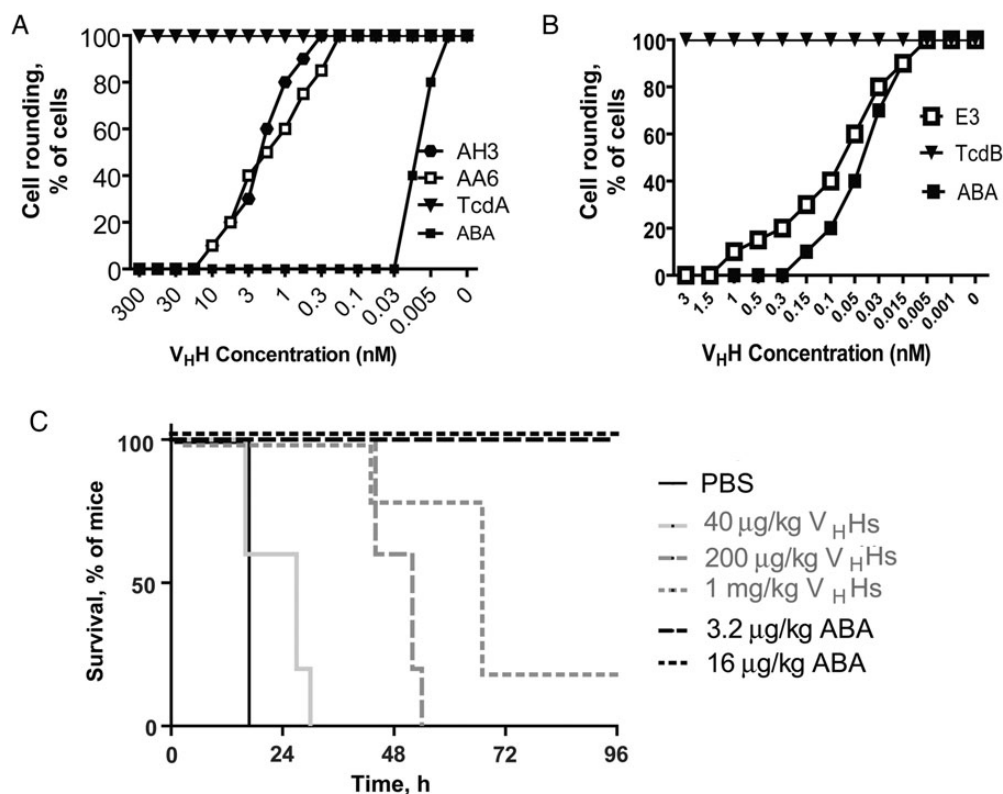 A
Cell rounding,
% of cells
100
80
60
40
20
0
AH3
AA6
TcdA
ABA
300
30
10
3
1
0.3
0.1
0.03
0.005
0
VHH Concentration (nM)
B
Cell rounding,
% of cells
100
80
60
40
20
0
E3
TcdB
ABA
3
1.5
1
0.5
0.3
0.15
0.1
0.05
0.03
0.015
0.005
0.001
0
VHH Concentration (nM)
C
Survival, % of mice
100
50
0
0
24
48
72
96
Time, h
PBS
40 µg/kg VHHs
200 µg/kg VHHs
1 mg/kg VHHs
3.2 µg/kg ABA
16 µg/kg ABA